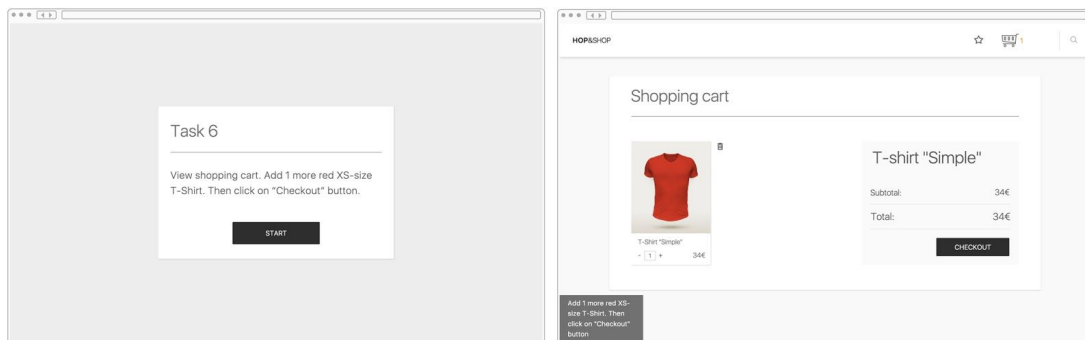 Task 6
View shopping cart. Add 1 more red XS-size
T-Shirt. Then click on "Checkout" button.
START
HOP&SHOP
1
Shopping cart
T-Shirt "Simple"
- 1 +
34€
T-shirt "Simple"
Subtotal:
34€
Total:
34€
CHECKOUT
Add 1 more red XS-
size T-Shirt. Then
click on "Checkout"
button